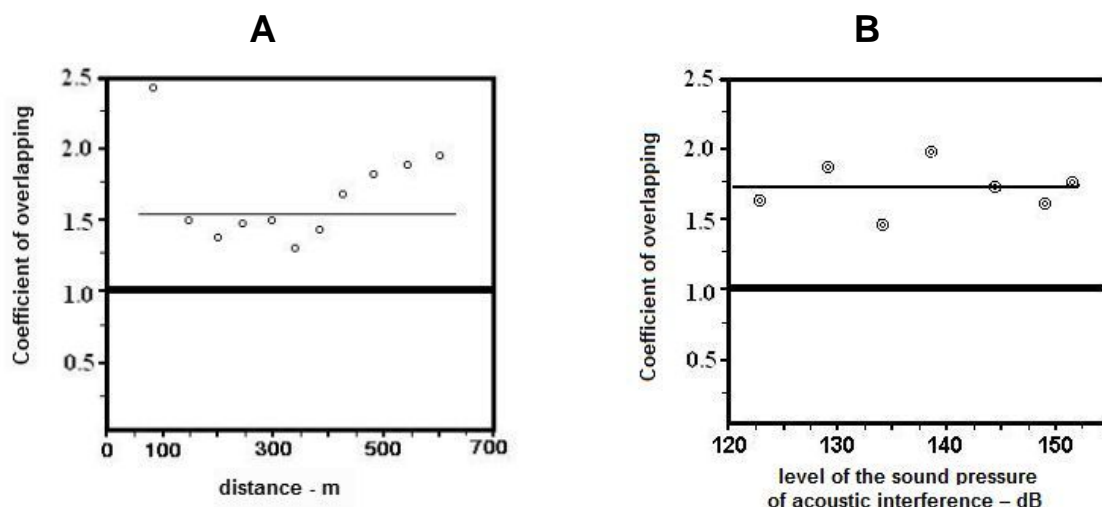 A
Coefficient of overlapping
2.5
2.0
1.5
1.0
0.5
0 100 300 500 700
distance - m
B
Coefficient of overlapping
2.5
2.0
1.5
1.0
0.5
120 130 140 150
level of the sound pressure
of acoustic interference – dB